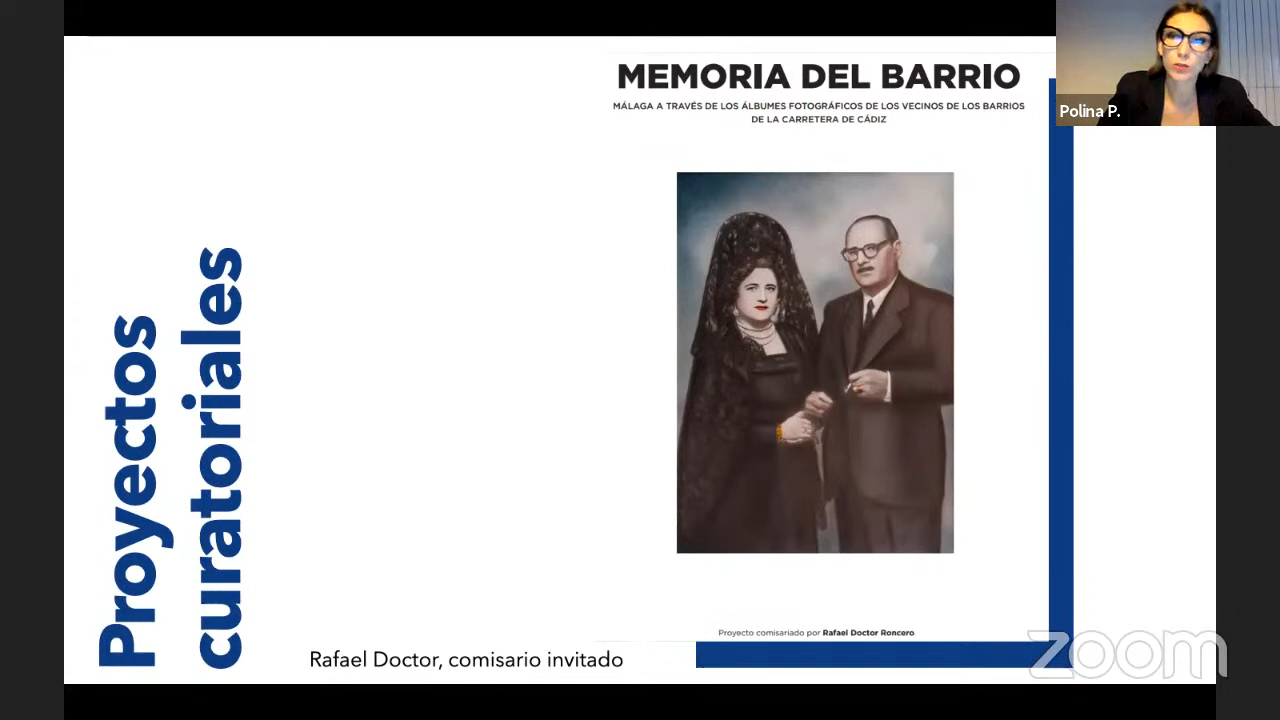 MEMORIA DEL BARRIO
MÁLAGA A TRAVÉS DE LOS ÁLBUMES FOTOGRÁFICOS DE LOS VECINOS DE LOS BARRIOS
DE LA CARRETERA DE CÁDIZ
Polina P.
Proyectos
curatoriales
Proyecto comisariado por Rafael Doctor Roncero
Rafael Doctor, comisario invitado
zoom